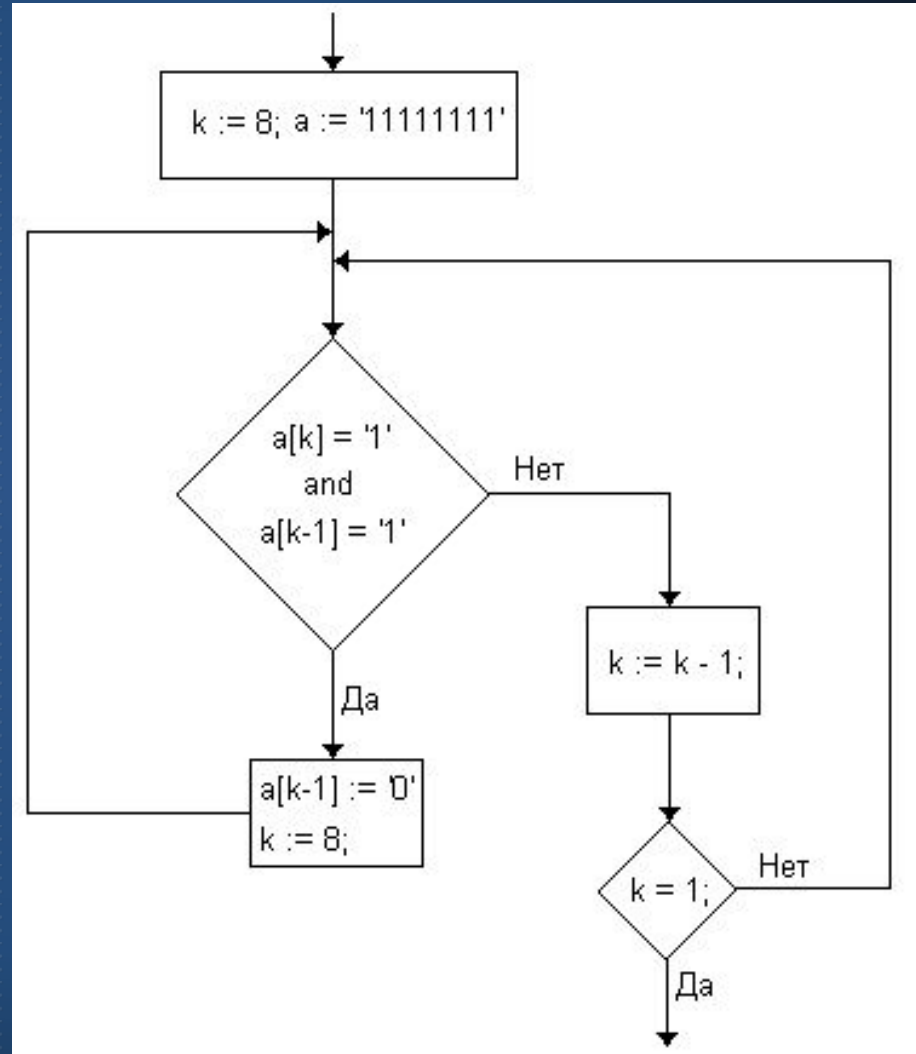 k := 8; a := '11111111'
a[k] = '1'
and
a[k-1] = '1'
Нет
k := k - 1;
Да
a[k-1] := '0'
k := 8;
k = 1;
Нет
Да